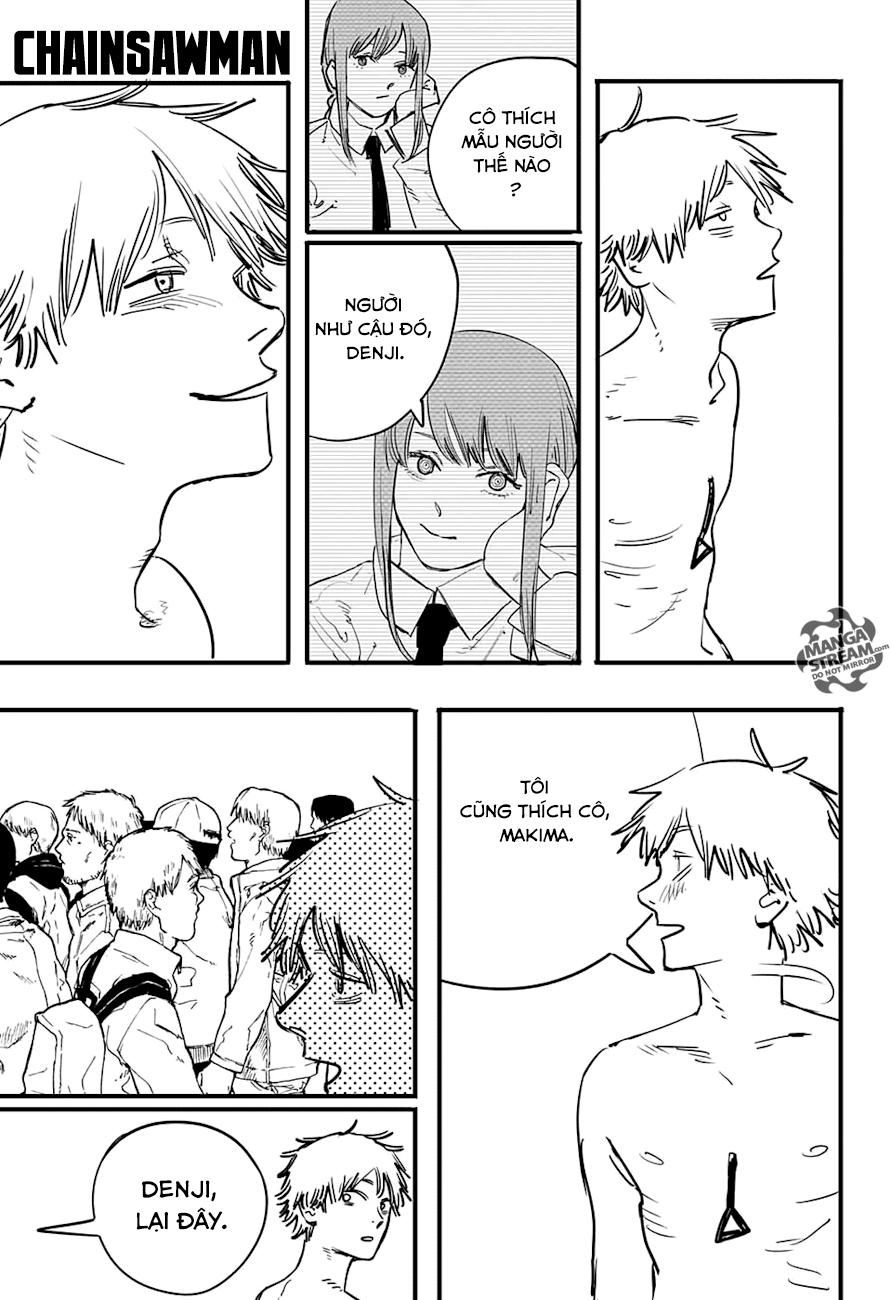 CHAINSAWMAN
CÔ THÍCH
MẪU NGƯỜI
THẾ NÀO
?
NGƯỜI
NHƯ CẬU ĐÓ,
DENJI.
MANGA
STREAM.com
DO NOT MIRROR
TÔI
CŨNG THÍCH CÔ,
MAKIMA.
DENJI,
LẠI ĐÂY.